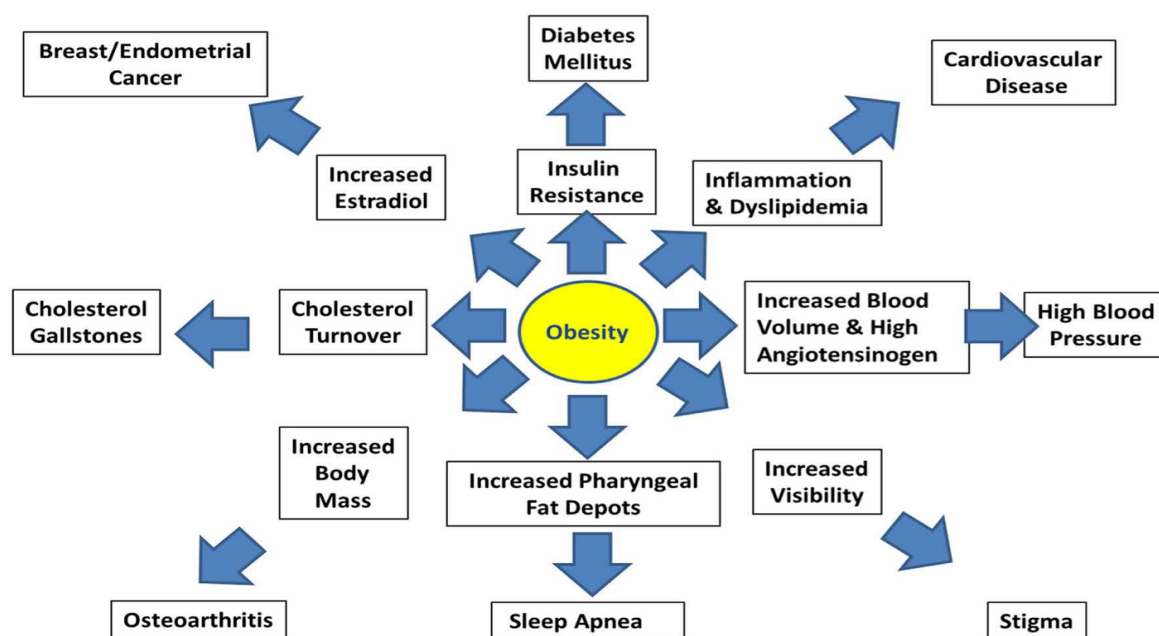 Breast/Endometrial
Cancer
Diabetes
Mellitus
Cardiovascular
Disease
Increased
Estradiol
Insulin
Resistance
Inflammation
& Dyslipidemia
Cholesterol
Gallstones
Cholesterol
Turnover
Obesity
Increased Blood
Volume & High
Angiotensinogen
High Blood
Pressure
Increased
Body
Mass
Increased Pharyngeal
Fat Depots
Increased
Visibility
Osteoarthritis
Sleep Apnea
Stigma